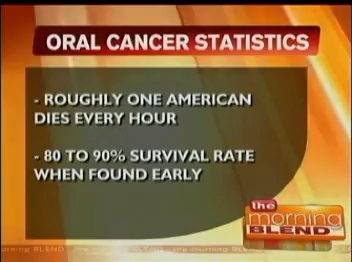 ORAL CANCER STATISTICS
- ROUGHLY ONE AMERICAN
DIES EVERY HOUR
- 80 TO 90% SURVIVAL RATE
WHEN FOUND EARLY
the
morning
BLEND